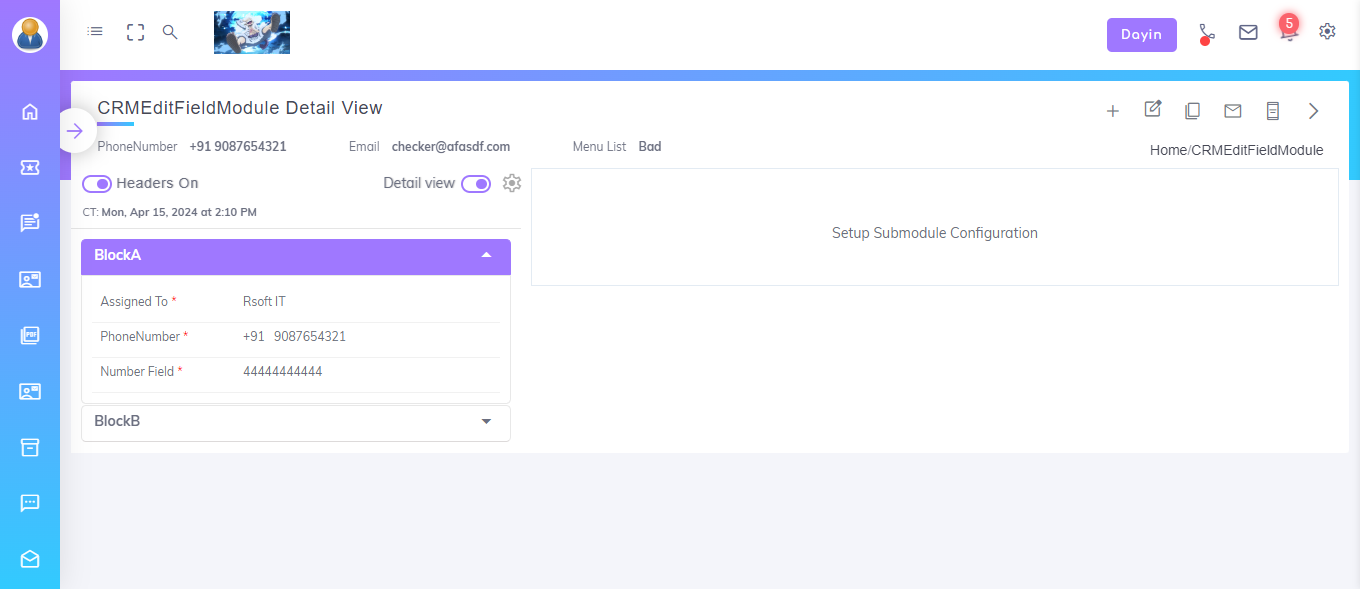 Dayin
5
CRMEditFieldModule Detail View
PhoneNumber +91 9087654321 Email checker@afasdf.com Menu List Bad
Home/CRMEditFieldModule
Headers On Detail view
CT: Mon, Apr 15, 2024 at 2:10 PM
Setup Submodule Configuration
BlockA
Assigned To * Rsoft IT
PhoneNumber * +91 9087654321
Number Field * 44444444444
BlockB
PDF